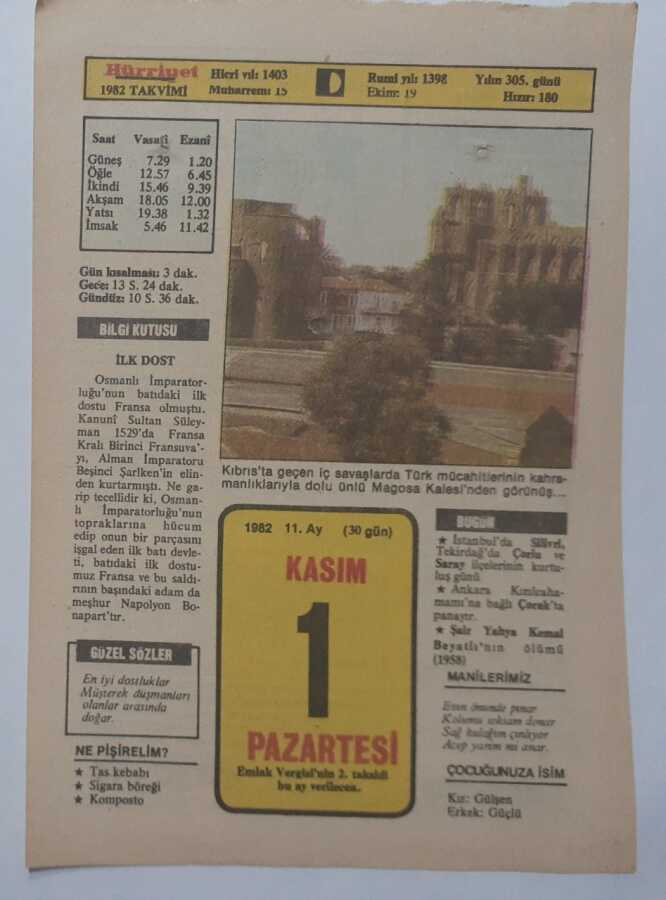 Hürriyet
1982 TAKVİMİ
Hicri yılı: 1403
Muharrem: 15
Rumi yılı: 1398
Ekim: 19
Yılın 305. günü
Hızır: 180
Saat Vasati Ezanî
Güneş 7.29 1.20
Öğle 12.57 6.45
İkindi 15.46 9.39
Akşam 18.05 12.00
Yatsı 19.38 1.32
İmsak 5.46 11.42
Gün kısalması: 3 dak.
Gece: 13 S. 24 dak.
Gündüz: 10 S. 36 dak.
BİLGİ KUTUSU
İLK DOST
Osmanlı İmparator-
luğu'nun batıdaki ilk
dostu Fransa olmuştu.
Kanunî Sultan Süley-
man 1529'da Fransa
Kralı Birinci Fransuva'-
yı, Alman İmparatoru
Beşinci Şarlken'in elin-
den kurtarmıştı. Ne ga-
rip tecellidir ki, Osman-
lı İmparatorluğu'nun
topraklarına hücum
edip onun bir parçasını
işgal eden ilk batı devle-
ti, batıdaki ilk dostu-
muz Fransa ve bu saldı-
rının başındaki adam da
meşhur Napolyon Bo-
napart'tır.
GÜZEL SÖZLER
En iyi dostluklar
Müşterek düşmanları
olanlar arasında
doğar.
NE PİŞİRELİM?
★ Tas kebabı
★ Sigara böreği
★ Komposto
Kıbrıs'ta geçen iç savaşlarda Türk mücahitlerinin kahra-
manlıklarıyla dolu ünlü Magosa Kalesi'nden görünüş...
1982 11. Ay (30 gün)
KASIM
1
PAZARTESİ
Emlak Vergisi'nin 2. taksidi
bu ay verilecek.
BUGÜN
★ İstanbul'da Silivri,
Tekirdağ'da Çorlu ve
Saray ilçelerinin kurtu-
luş günü
★ Ankara Kızılcaha-
mamı'na bağlı Çorak'ta
panayır.
★ Şair Yahya Kemal
Beyatlı'nın ölümü
(1958)
MANİLERİMİZ
Evin önünde pınar
Kolumu soksam donar
Sağ kulağım çınlıyor
Acep yarım mı anar.
ÇOCUĞUNUZA İSİM
Kız: Gülşen
Erkek: Güçlü